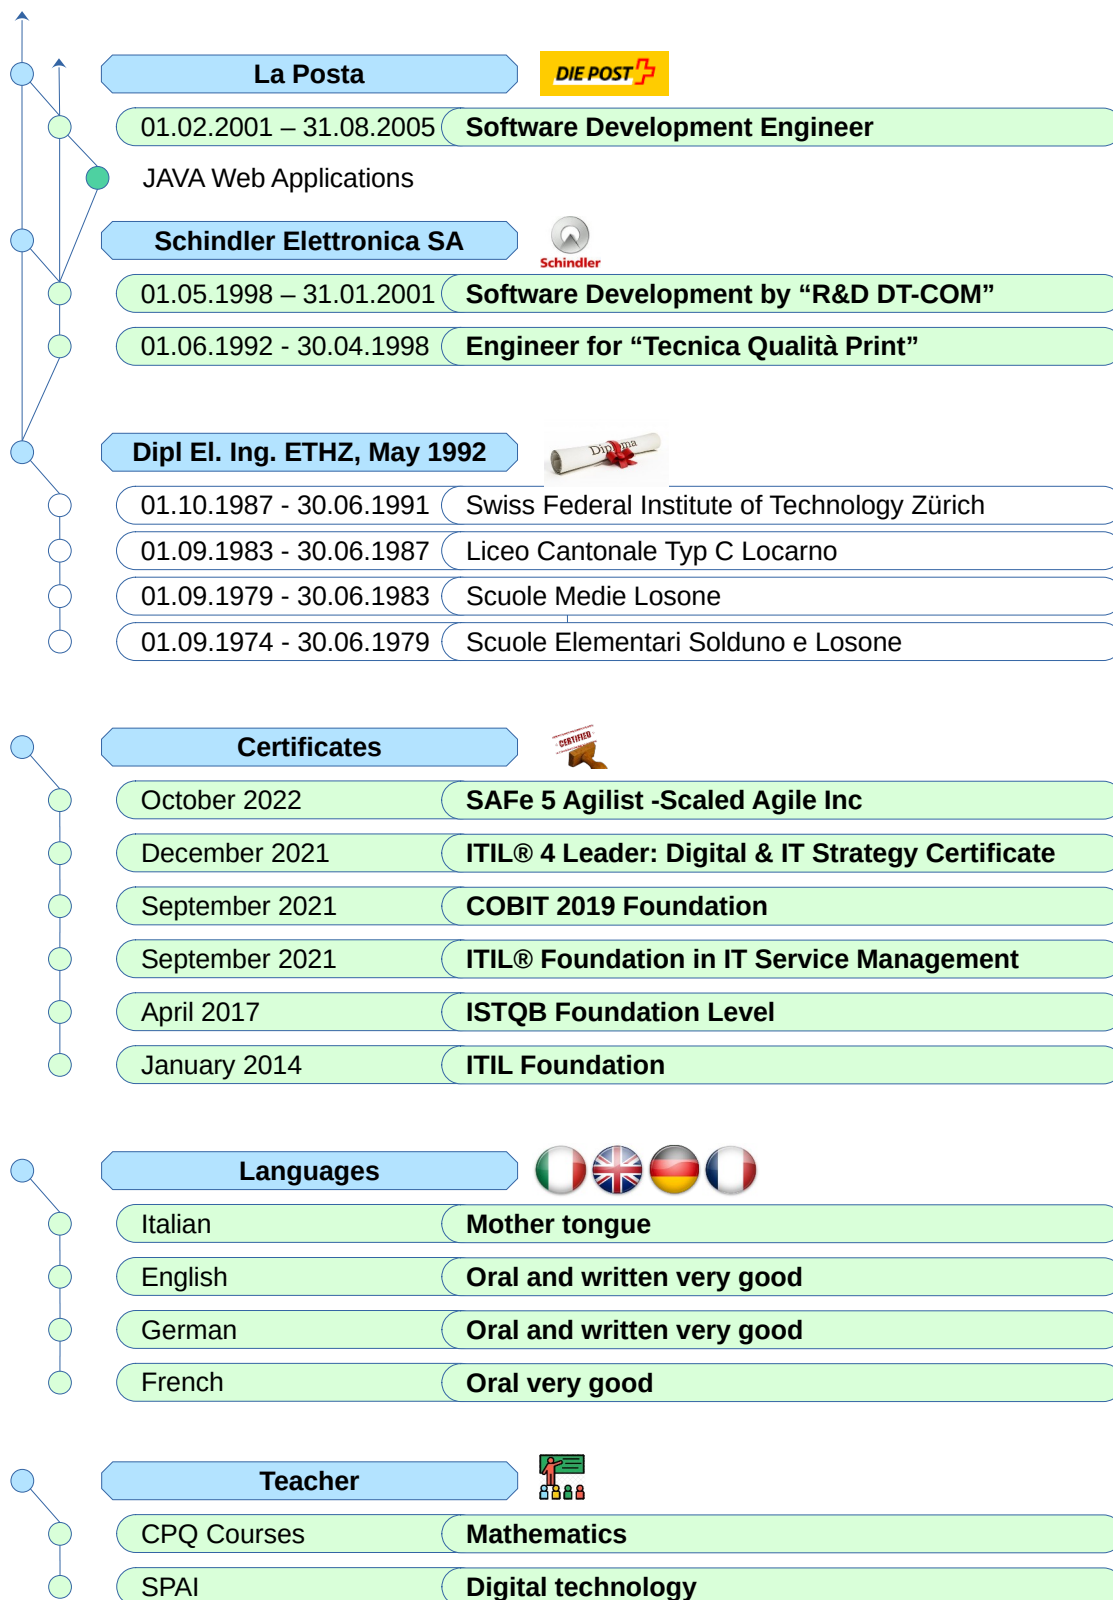 La Posta
DIE POST
01.02.2001 – 31.08.2005 Software Development Engineer
JAVA Web Applications
Schindler Elettronica SA
Schindler
01.05.1998 – 31.01.2001 Software Development by “R&D DT-COM”
01.06.1992 - 30.04.1998 Engineer for “Tecnica Qualità Print”
Dipl El. Ing. ETHZ, May 1992
01.10.1987 - 30.06.1991 Swiss Federal Institute of Technology Zürich
01.09.1983 - 30.06.1987 Liceo Cantonale Typ C Locarno
01.09.1979 - 30.06.1983 Scuole Medie Losone
01.09.1974 - 30.06.1979 Scuole Elementari Solduno e Losone
Certificates
CERTIFIED
October 2022 SAFe 5 Agilist -Scaled Agile Inc
December 2021 ITIL® 4 Leader: Digital & IT Strategy Certificate
September 2021 COBIT 2019 Foundation
September 2021 ITIL® Foundation in IT Service Management
April 2017 ISTQB Foundation Level
January 2014 ITIL Foundation
Languages
Italian Mother tongue
English Oral and written very good
German Oral and written very good
French Oral very good
Teacher
CPQ Courses Mathematics
SPAI Digital technology